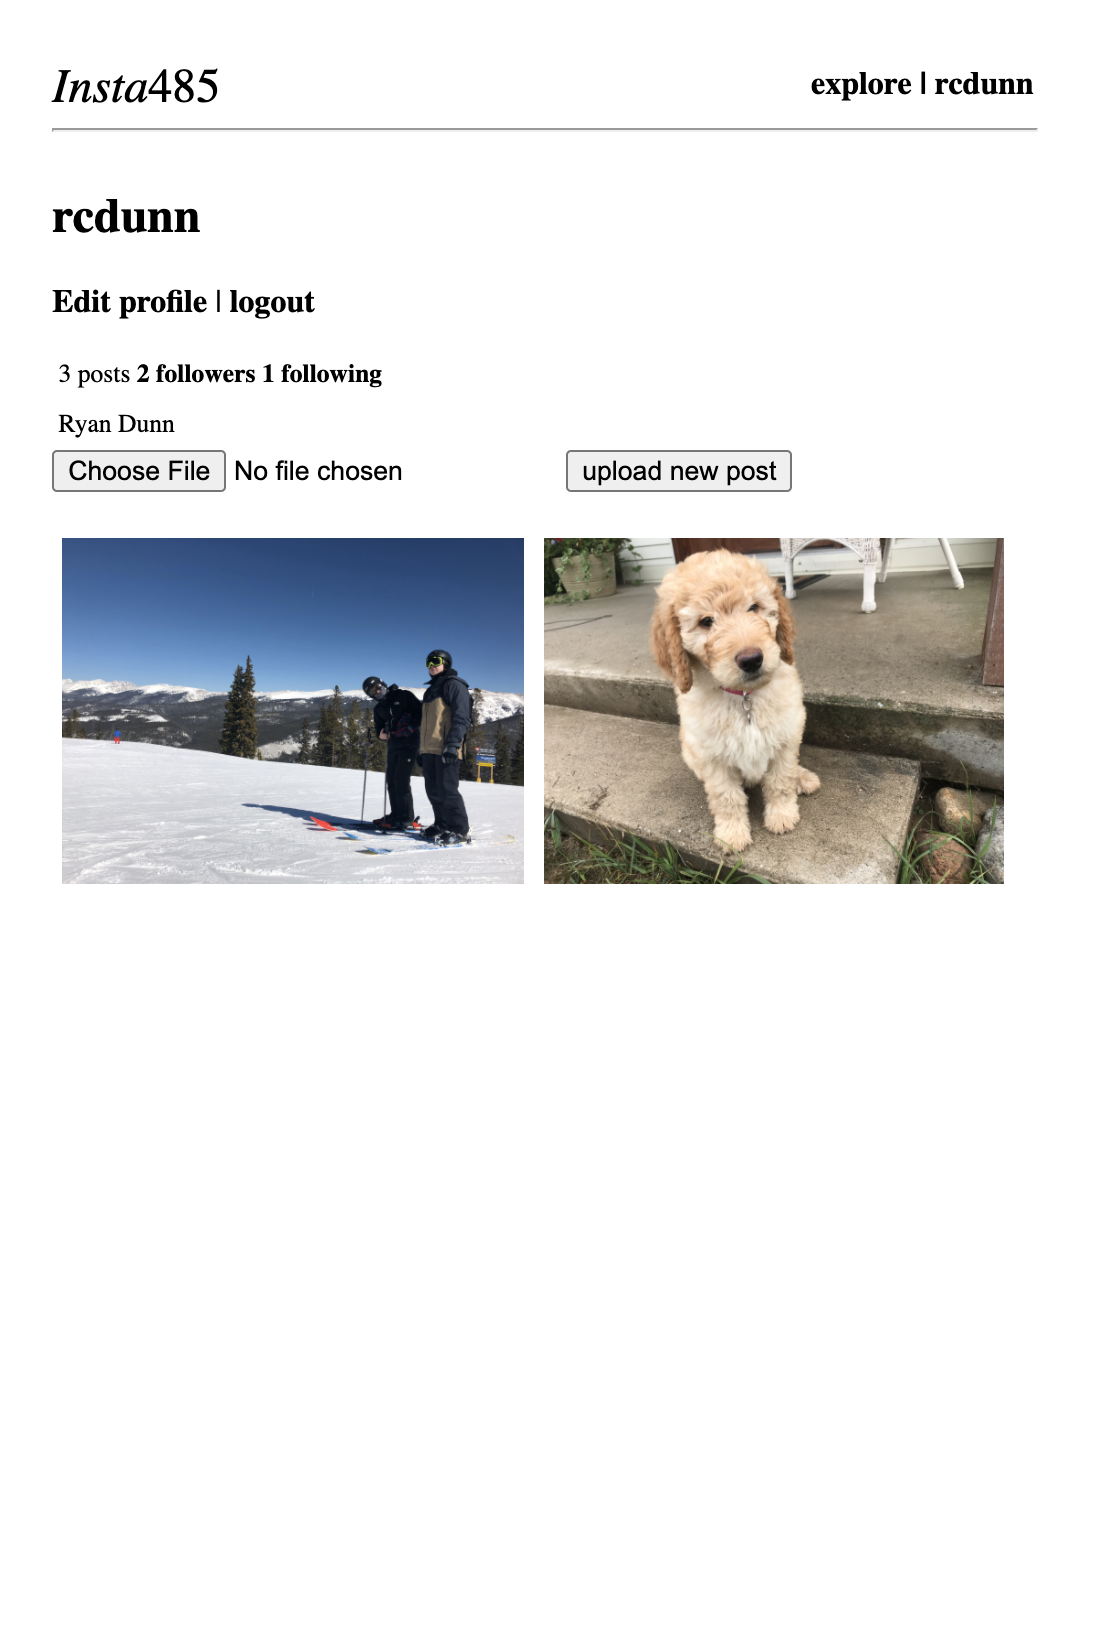 Insta485
explore | rcdunn
rcdunn
Edit profile | logout
3 posts 2 followers 1 following
Ryan Dunn
Choose File No file chosen upload new post